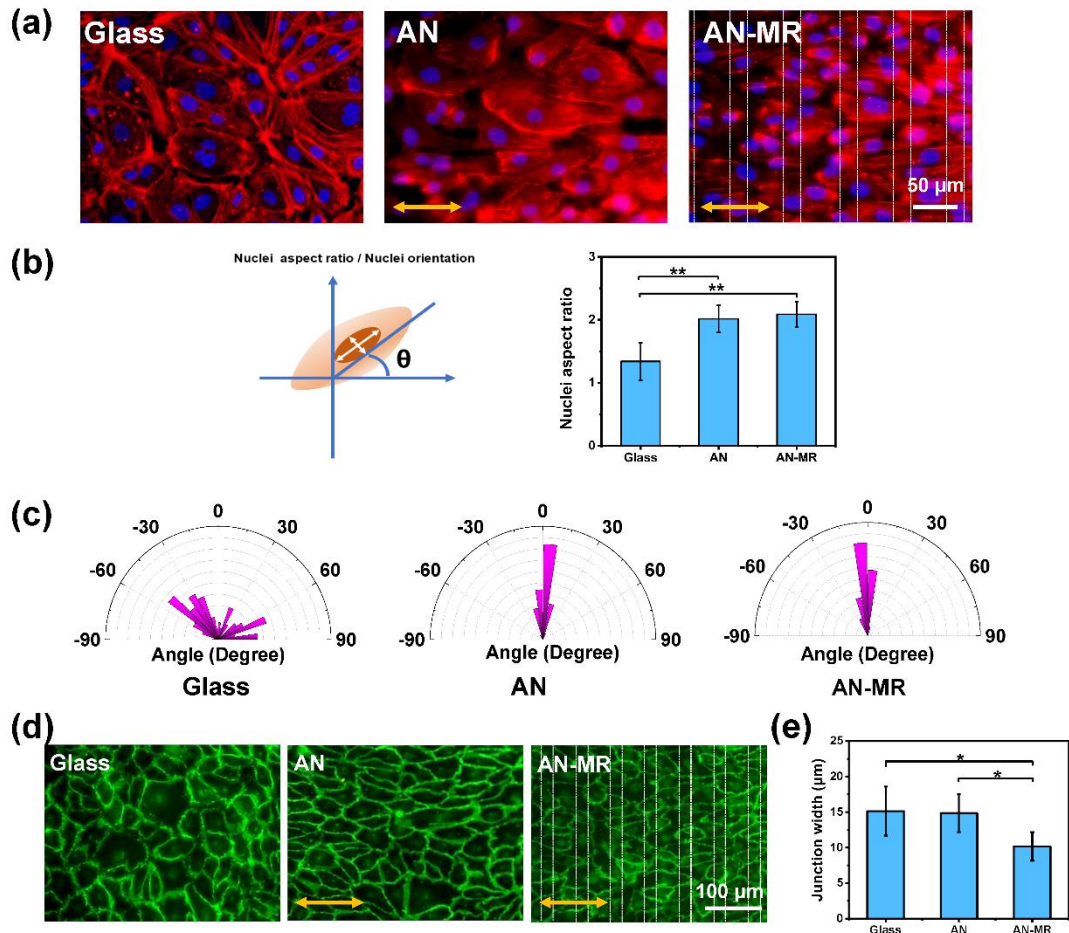 (a)
Glass
AN
AN-MR
50 µm
(b)
Nuclei aspect ratio / Nuclei orientation
θ
Nuclei aspect ratio
3
2
1
0
**
**
Glass
AN
AN-MR
(c)
-90
-60
-30
0
30
60
90
Angle (Degree)
Glass
-90
-60
-30
0
30
60
90
Angle (Degree)
AN
-90
-60
-30
0
30
60
90
Angle (Degree)
AN-MR
(d)
Glass
AN
AN-MR
100 µm
(e)
Junction width (µm)
25
20
15
10
5
0
*
*
Glass
AN
AN-MR